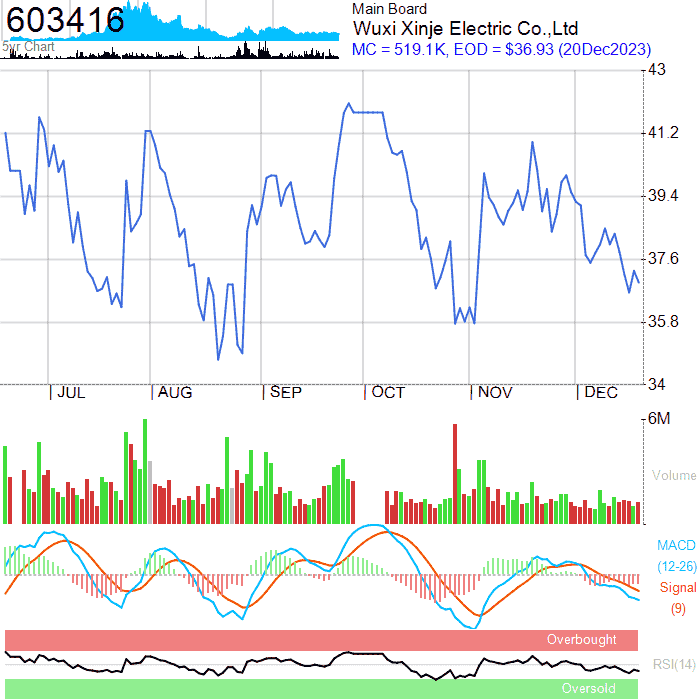 603416
5yr Chart
Main Board
Wuxi Xinje Electric Co.,Ltd
MC = 519.1K, EOD = $36.93 (20Dec2023)
43
41.2
39.4
37.6
35.8
34
JUL AUG SEP OCT NOV DEC
6M
Volume
MACD
(12-26)
Signal
(9)
Overbought
RSI(14)
Oversold